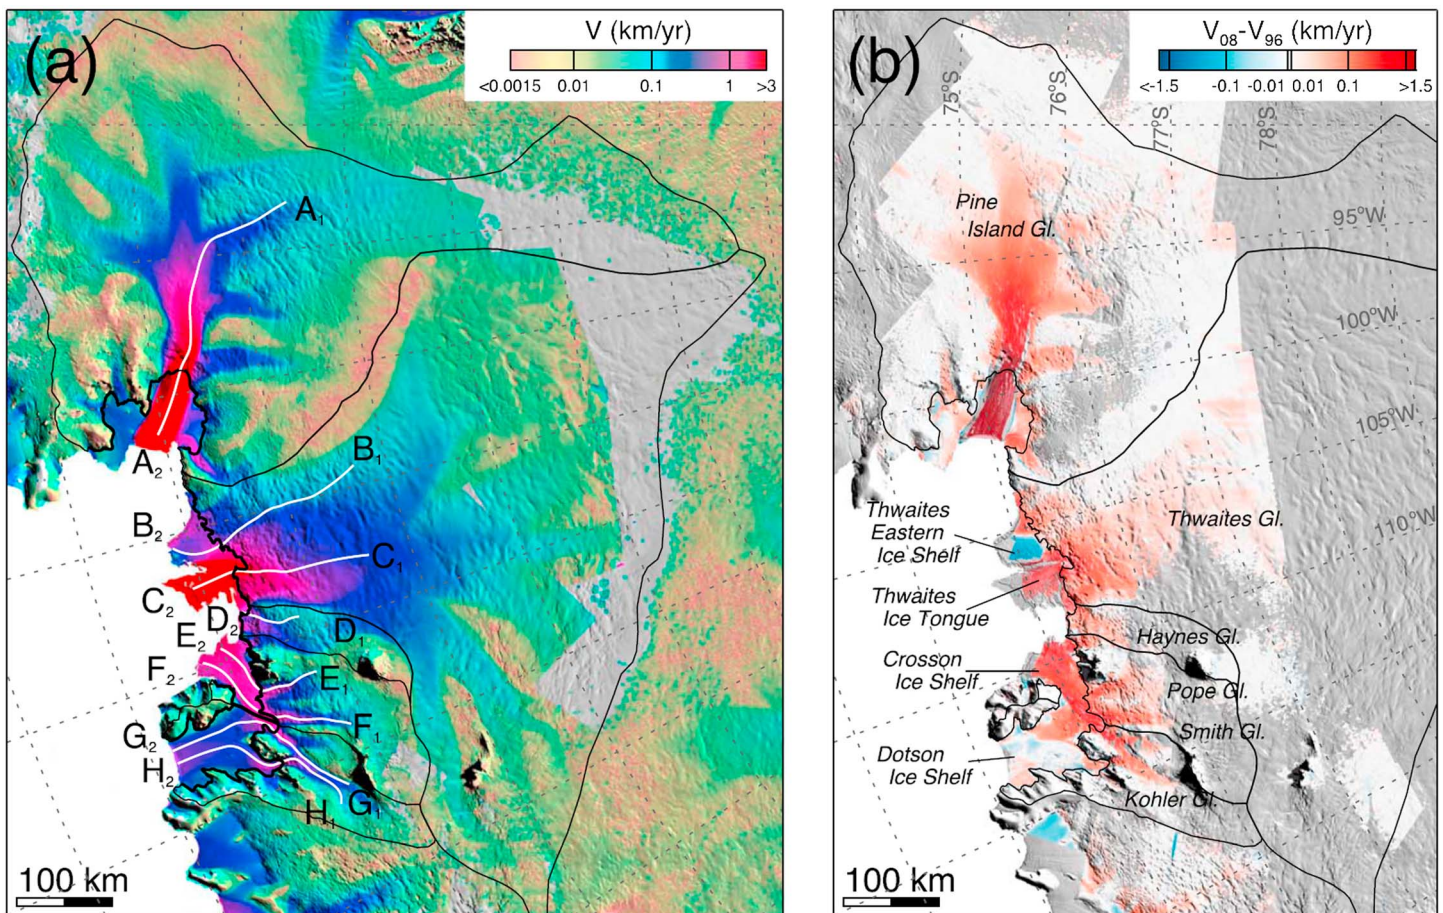 (a)
V (km/yr)
<0.0015 0.01 0.1 1 >3
A1
A2
B1
B2
C1
C2
D2
D1
E2
E1
F2
F1
G2
H2
G1
H1
100 km
(b)
V08-V96 (km/yr)
<-1.5 -0.1 -0.01 0.01 0.1 >1.5
75°S
76°S
77°S
78°S
95°W
100°W
105°W
110°W
Pine
Island Gl.
Thwaites
Eastern
Ice Shelf
Thwaites Gl.
Thwaites
Ice Tongue
Haynes Gl.
Crosson
Ice Shelf
Pope Gl.
Smith Gl.
Dotson
Ice Shelf
Kohler Gl.
100 km